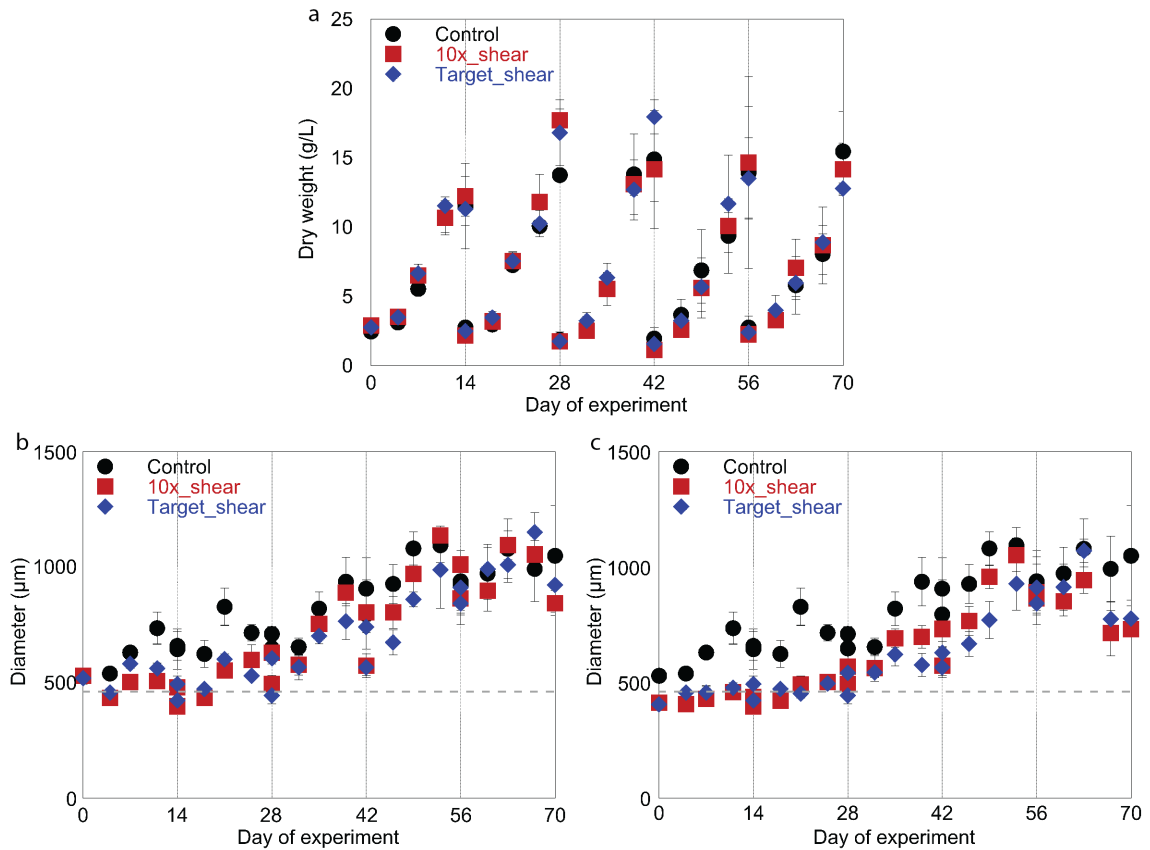 a
25
20
15
10
5
0
Dry weight (g/L)
Control
10x_shear
Target_shear
0 14 28 42 56 70
Day of experiment
b
1500
1000
500
0
Diameter (μm)
Control
10x_shear
Target_shear
0 14 28 42 56 70
Day of experiment
c
1500
1000
500
0
Diameter (μm)
Control
10x_shear
Target_shear
0 14 28 42 56 70
Day of experiment